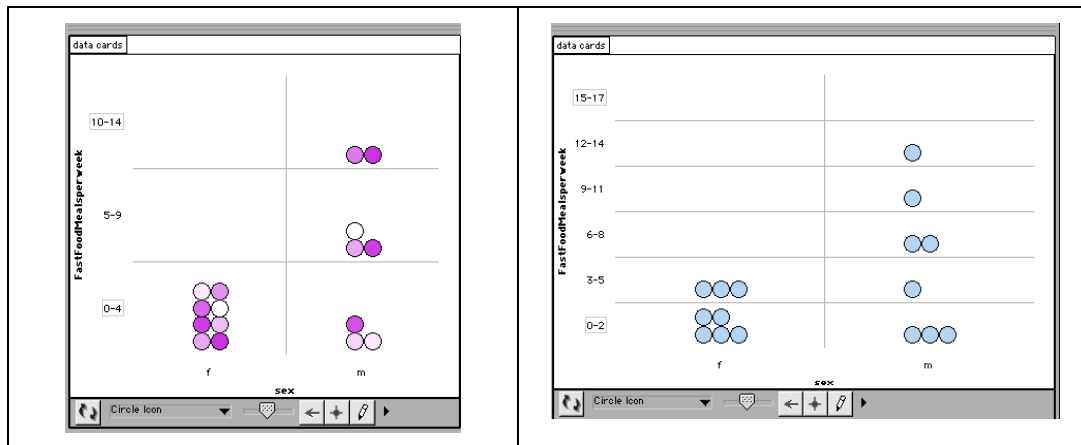 data cards
10-14
5-9
0-4
FastFoodMealsperweek
f m
sex
Circle Icon
data cards
15-17
12-14
9-11
6-8
3-5
0-2
FastFoodMealsperweek
f m
sex
Circle Icon